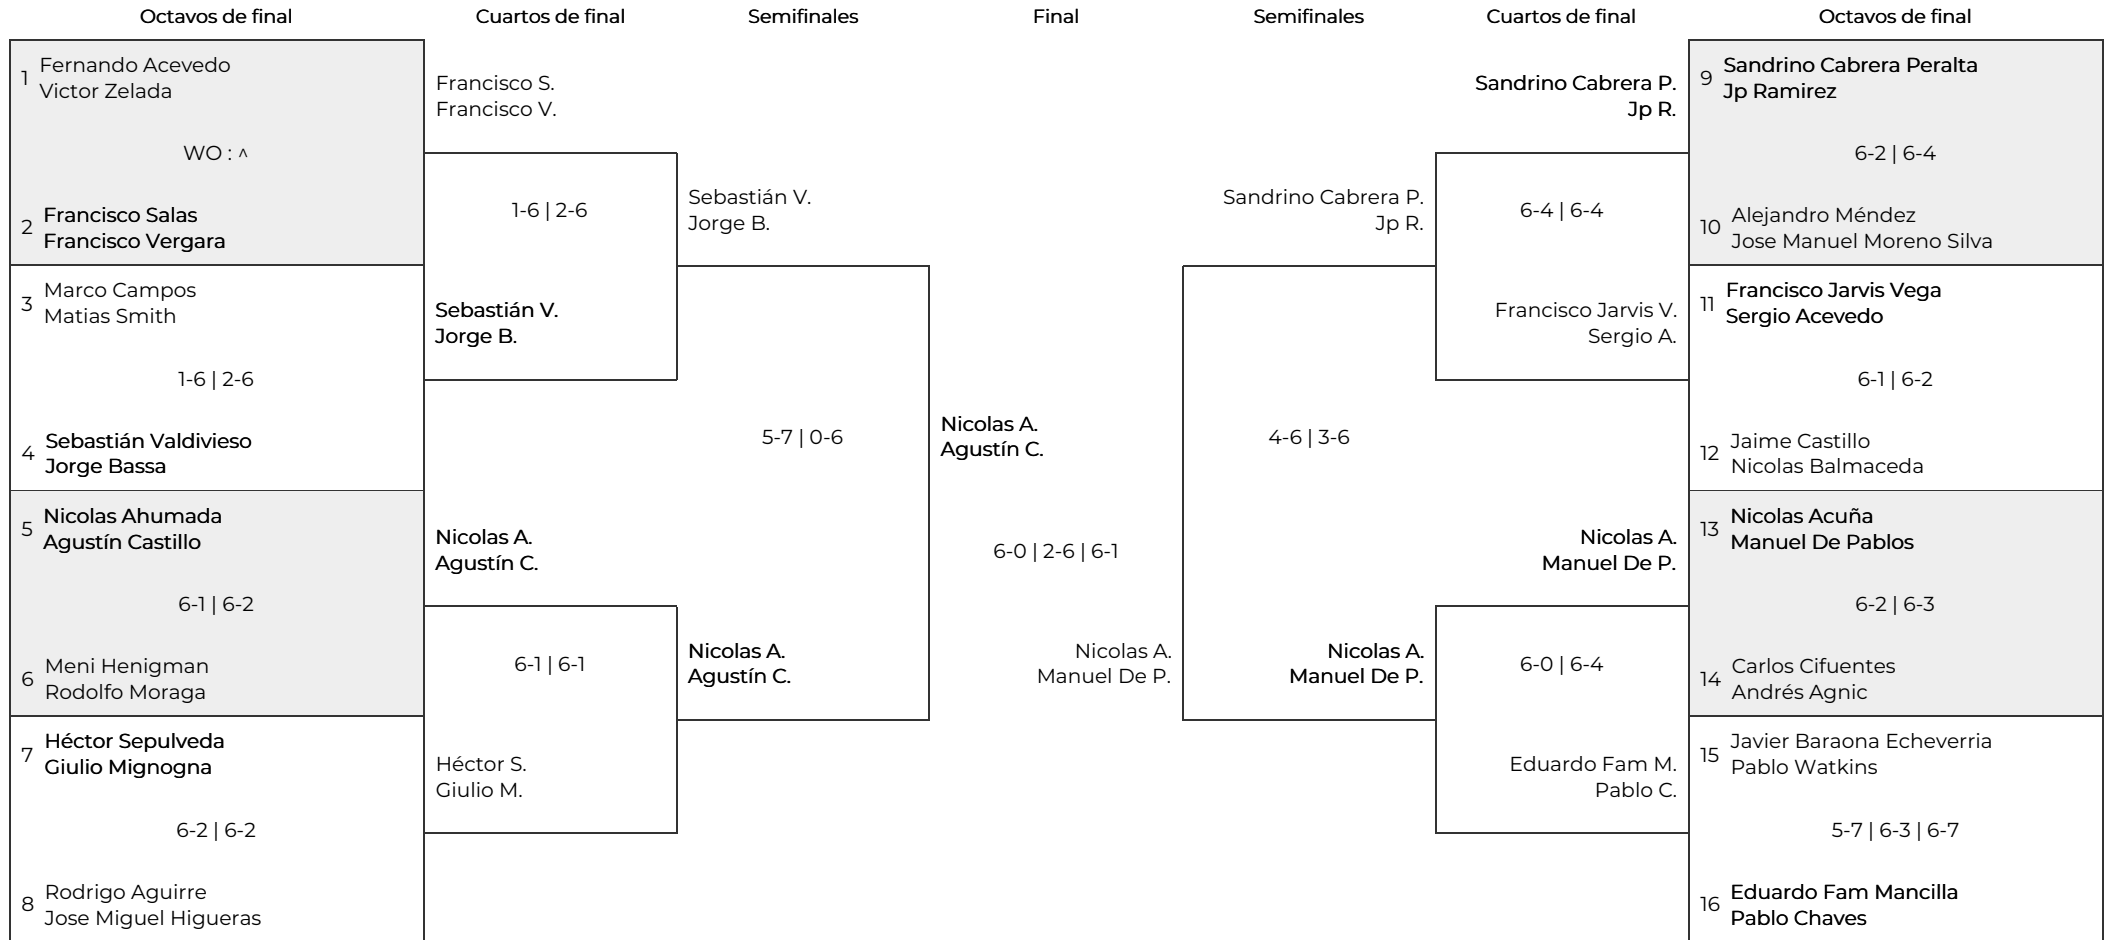 Octavos de final
Cuartos de final
Semifinales
Final
Semifinales
Cuartos de final
Octavos de final
1
Fernando Acevedo
Victor Zelada
WO : ^
2
Francisco Salas
Francisco Vergara
3
Marco Campos
Matias Smith
1-6 | 2-6
4
Sebastián Valdivieso
Jorge Bassa
5
Nicolas Ahumada
Agustín Castillo
6-1 | 6-2
6
Meni Henigman
Rodolfo Moraga
7
Héctor Sepulveda
Giulio Mignogna
6-2 | 6-2
8
Rodrigo Aguirre
Jose Miguel Higueras
Francisco S.
Francisco V.
1-6 | 2-6
Sebastián V.
Jorge B.
Nicolas A.
Agustín C.
6-1 | 6-1
Héctor S.
Giulio M.
Sebastián V.
Jorge B.
5-7 | 0-6
Nicolas A.
Agustín C.
Nicolas A.
Agustín C.
6-0 | 2-6 | 6-1
Nicolas A.
Manuel De P.
Sandrino Cabrera P.
Jp R.
4-6 | 3-6
Nicolas A.
Manuel De P.
Sandrino Cabrera P.
Jp R.
6-4 | 6-4
Francisco Jarvis V.
Sergio A.
Nicolas A.
Manuel De P.
6-0 | 6-4
Eduardo Fam M.
Pablo C.
9
Sandrino Cabrera Peralta
Jp Ramirez
6-2 | 6-4
10
Alejandro Méndez
Jose Manuel Moreno Silva
11
Francisco Jarvis Vega
Sergio Acevedo
6-1 | 6-2
12
Jaime Castillo
Nicolas Balmaceda
13
Nicolas Acuña
Manuel De Pablos
6-2 | 6-3
14
Carlos Cifuentes
Andrés Agnic
15
Javier Baraona Echeverria
Pablo Watkins
5-7 | 6-3 | 6-7
16
Eduardo Fam Mancilla
Pablo Chaves